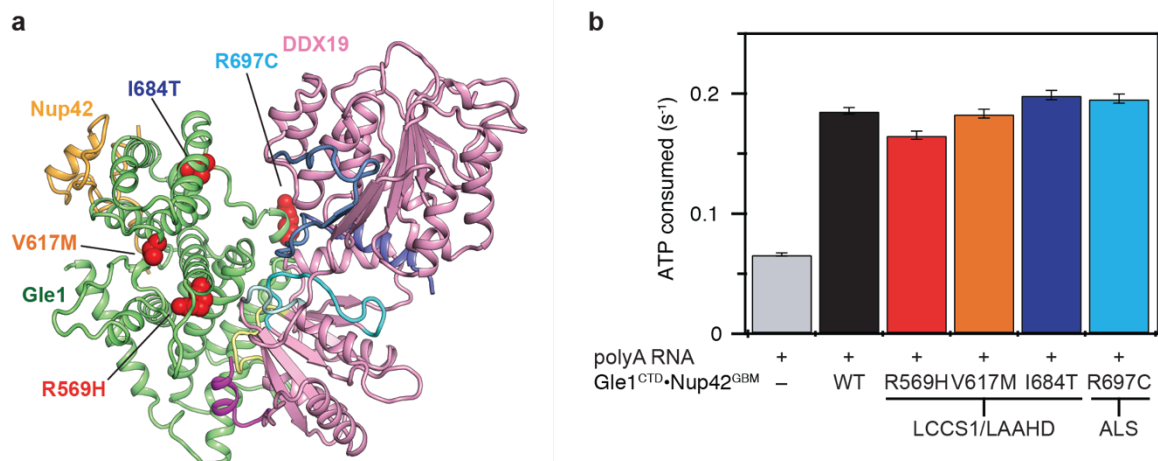 a
DDX19
R697C
I684T
Nup42
V617M
Gle1
R569H
b
ATP consumed (s⁻¹)
0.2
0.1
0
polyA RNA + + + + + +
Gle1ᶜᵀᴰ•Nup42ᴳᴮᴹ – WT R569H V617M I684T R697C
LCCS1/LAAHD ALS